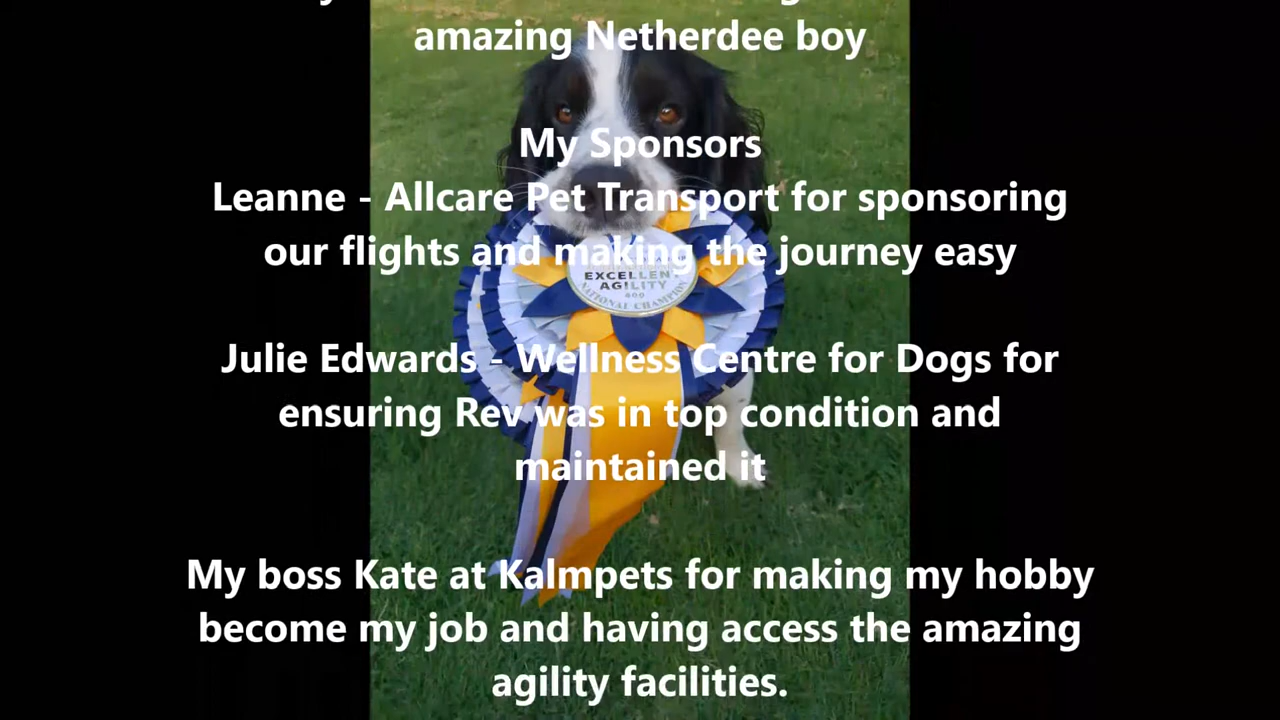 amazing Netherdee boy
My Sponsors
Leanne - Allcare Pet Transport for sponsoring
our flights and making the journey easy
EXCELLENT
AGILITY
NATIONAL CHAMPION
Julie Edwards - Wellness Centre for Dogs for
ensuring Rev was in top condition and
maintained it
My boss Kate at Kalmpets for making my hobby
become my job and having access the amazing
agility facilities.